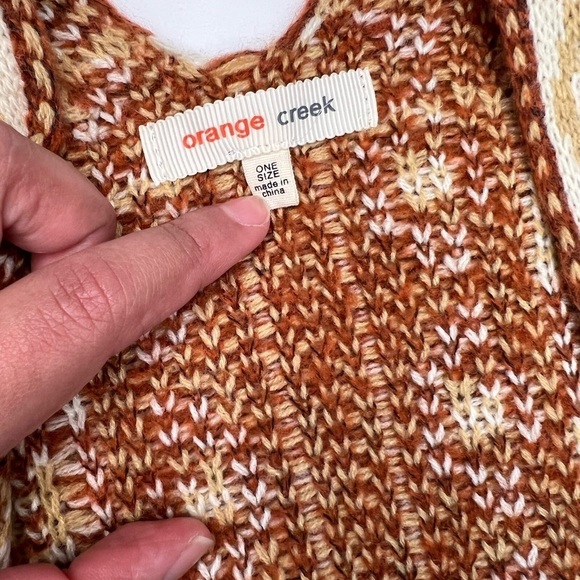 orange creek
ONE
SIZE
made in
china